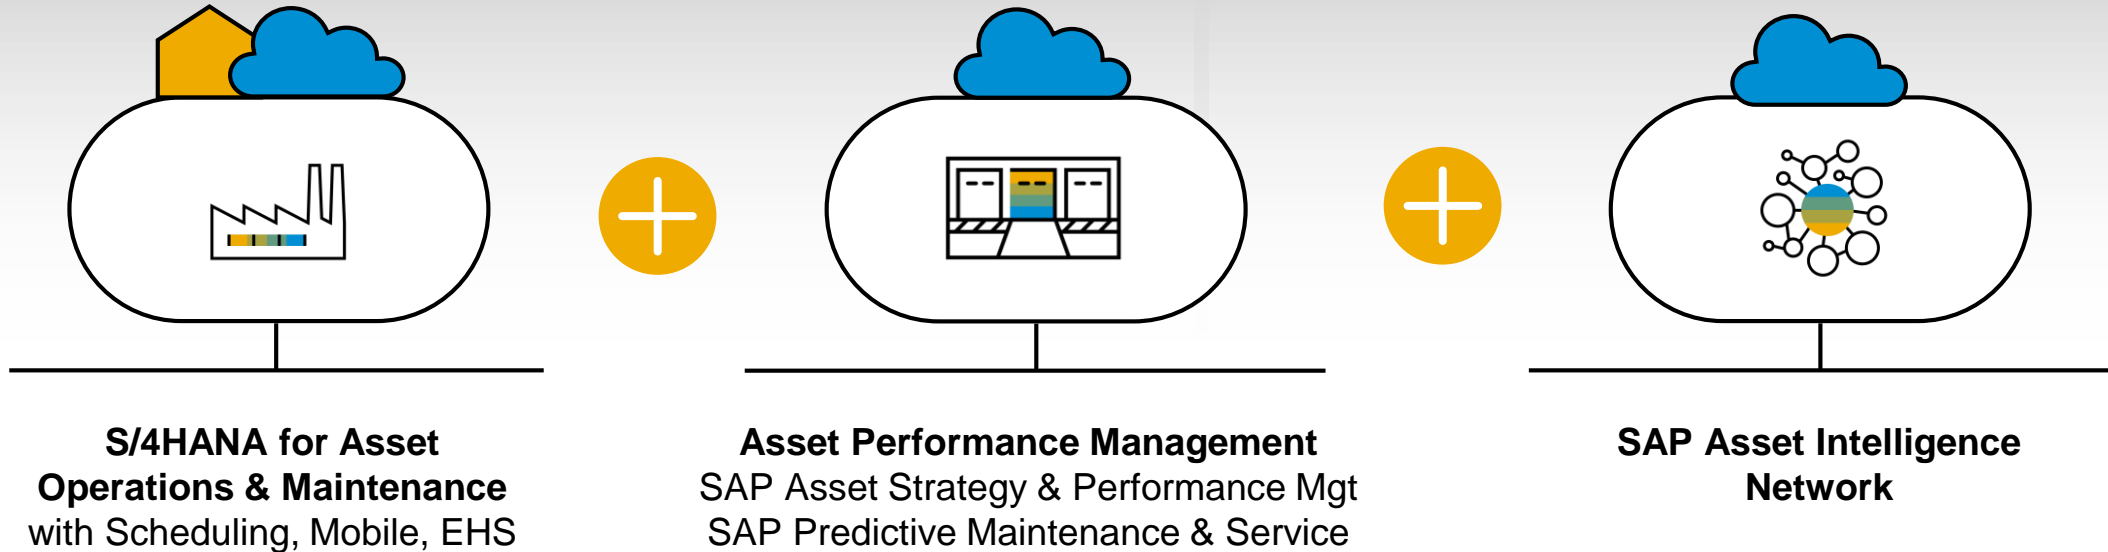 S/4HANA for Asset
Operations & Maintenance
with Scheduling, Mobile, EHS
Asset Performance Management
SAP Asset Strategy & Performance Mgt
SAP Predictive Maintenance & Service
SAP Asset Intelligence
Network